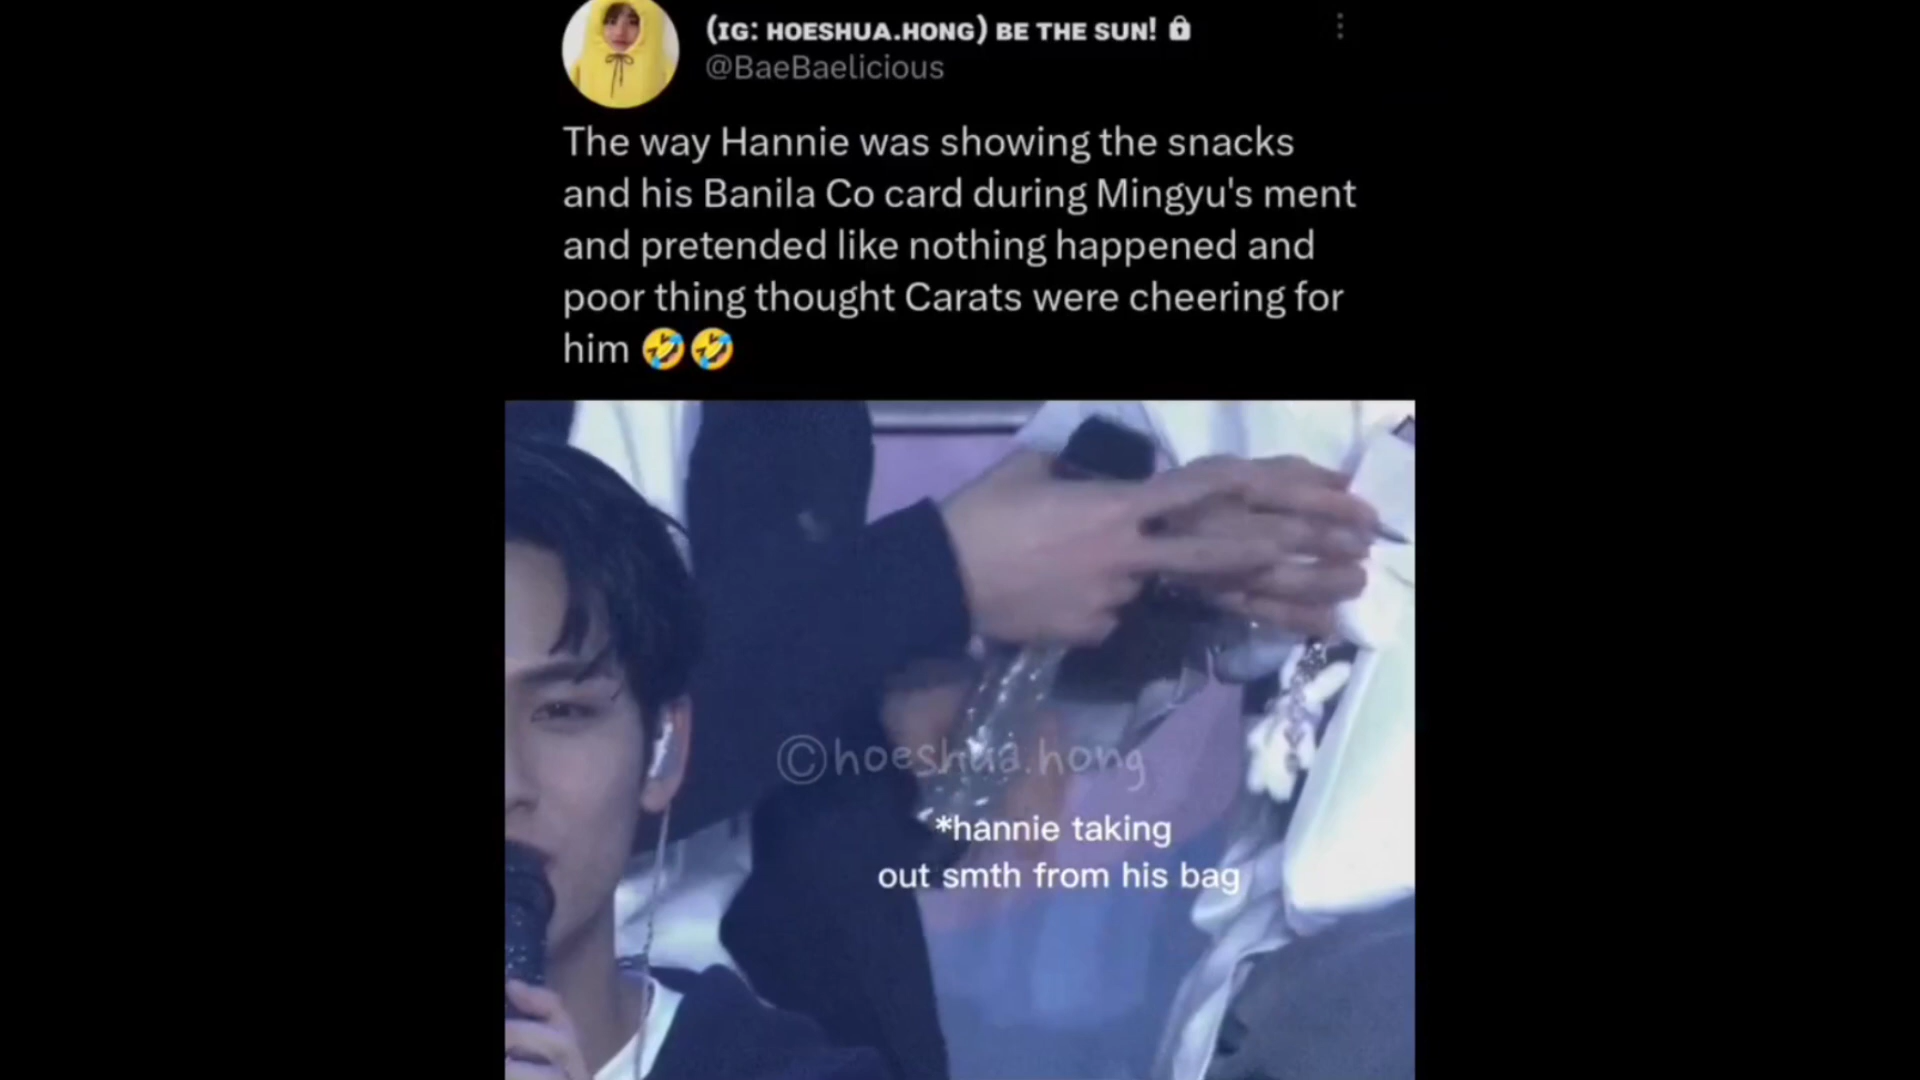 (IG: HOESHUA.HONG) BE THE SUN! 🔒
@BaeBaelicious
The way Hannie was showing the snacks
and his Banila Co card during Mingyu's ment
and pretended like nothing happened and
poor thing thought Carats were cheering for
him 🤣🤣
©hoeshua.hong
*hannie taking
out smth from his bag